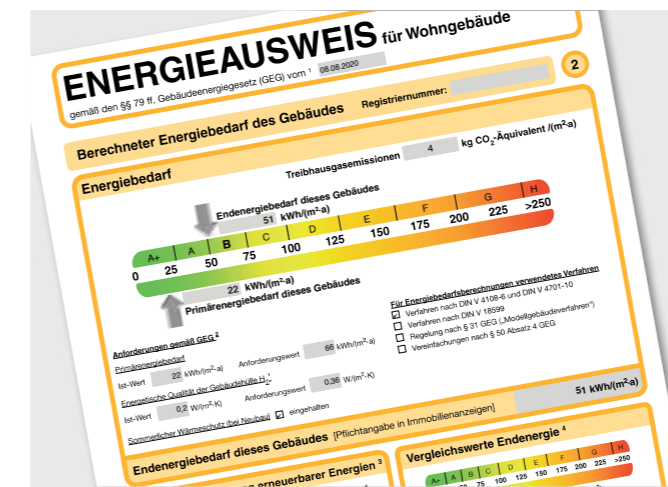 ENERGIEAUSWEIS für Wohngebäude
gemäß den §§ 79 ff. Gebäudeenergiegesetz (GEG) vom ¹ 08.08.2020
Berechneter Energiebedarf des Gebäudes Registriernummer: 2
Energiebedarf
Treibhausgasemissionen 4 kg CO₂-Äquivalent /(m²·a)
Endenergiebedarf dieses Gebäudes
51 kWh/(m²·a)
A+ A B C D E F G H
0 25 50 75 100 125 150 175 200 225 >250
22 kWh/(m²·a)
Primärenergiebedarf dieses Gebäudes
Anforderungen gemäß GEG ²
Primärenergiebedarf
Ist-Wert 22 kWh/(m²·a) Anforderungswert 66 kWh/(m²·a)
Energetische Qualität der Gebäudehülle H
Ist-Wert 0,2 W/(m²·K) Anforderungswert 0,36 W/(m²·K)
Sommerlicher Wärmeschutz (bei Neubau) ☑ eingehalten
Für Energiebedarfsberechnungen verwendetes Verfahren
☑ Verfahren nach DIN V 4108-6 und DIN V 4701-10
☐ Verfahren nach DIN V 18599
☐ Regelung nach § 31 GEG („Modellgebäudeverfahren“)
☐ Vereinfachungen nach § 50 Absatz 4 GEG
Endenergiebedarf dieses Gebäudes [Pflichtangabe in Immobilienanzeigen] 51 kWh/(m²·a)
erneuerbarer Energien ³
Vergleichswerte Endenergie ⁴
A+ A B C D E F G H
75 100 125 150 175 200 225 >250